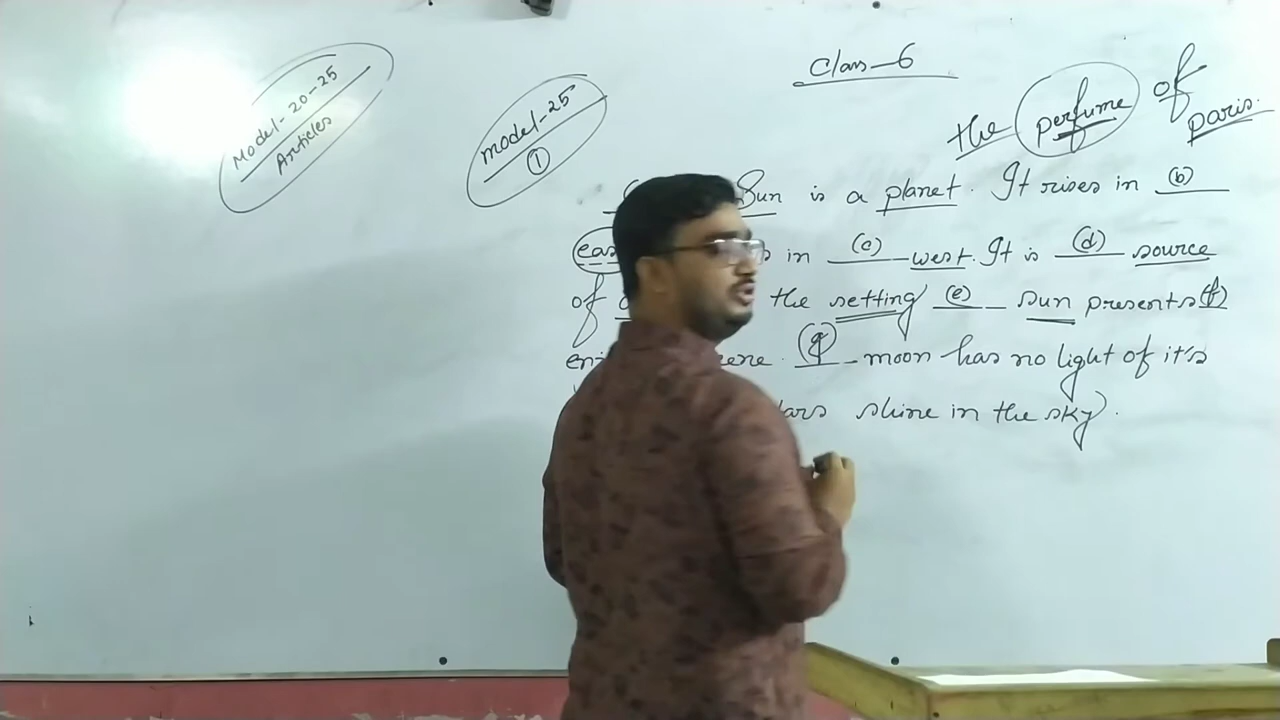 Class-6
Model-20-25
Articles
model-25
①
the perfume of paris.
Sun is a planet. It rises in (b)
in (c) west. It is (d) source
of the setting (e) sun presents (f)
(g) moon has no light of it's
shine in the sky.